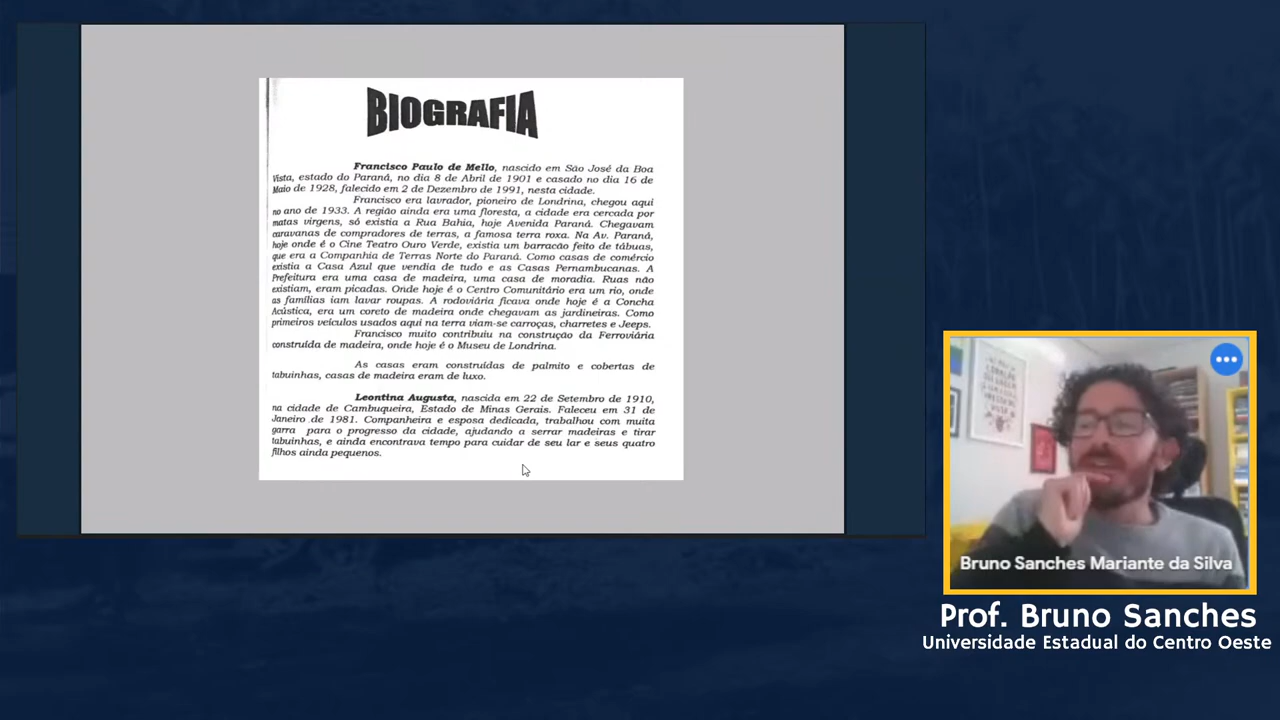 BIOGRAFIA
Francisco Paulo de Mello, nascido em São José da Boa
Vista, estado do Paraná, no dia 8 de Abril de 1901 e casado no dia 16 de
Maio de 1928, falecido em 2 de Dezembro de 1991, nesta cidade.
Francisco era lavrador, pioneiro de Londrina, chegou aqui
no ano de 1933. A região ainda era uma floresta, a cidade era cercada por
matas virgens, só existia a Rua Bahia, hoje Avenida Paraná. Chegavam
caravanas de compradores de terras, a famosa terra roxa. Na Av. Paraná,
hoje onde é o Cine Teatro Ouro Verde, existia um barracão feito de tábuas,
que era a Companhia de Terras Norte do Paraná. Como casas de comércio
existia a Casa Azul que vendia de tudo e as Casas Pernambucanas. A
Prefeitura era uma casa de madeira, uma casa de moradia. Ruas não
existiam, eram picadas. Onde hoje é o Centro Comunitário era um rio, onde
as famílias iam lavar roupas. A rodoviária ficava onde hoje é a Concha
Acústica, era um coreto de madeira onde chegavam as jardineiras. Como
primeiros veículos usados aqui na terra viam-se carroças, charretes e Jeeps.
Francisco muito contribuiu na construção da Ferroviária
construída de madeira, onde hoje é o Museu de Londrina.
As casas eram construídas de palmito e cobertas de
tabuinhas, casas de madeira eram de luxo.
Leontina Augusta, nascida em 22 de Setembro de 1910,
na cidade de Cambuqueira, Estado de Minas Gerais. Faleceu em 31 de
Janeiro de 1981. Companheira e esposa dedicada, trabalhou com muita
garra para o progresso da cidade, ajudando a serrar madeiras e tirar
tabuinhas, e ainda encontrava tempo para cuidar de seu lar e seus quatro
filhos ainda pequenos.
Bruno Sanches Mariante da Silva
Prof. Bruno Sanches
Universidade Estadual do Centro Oeste